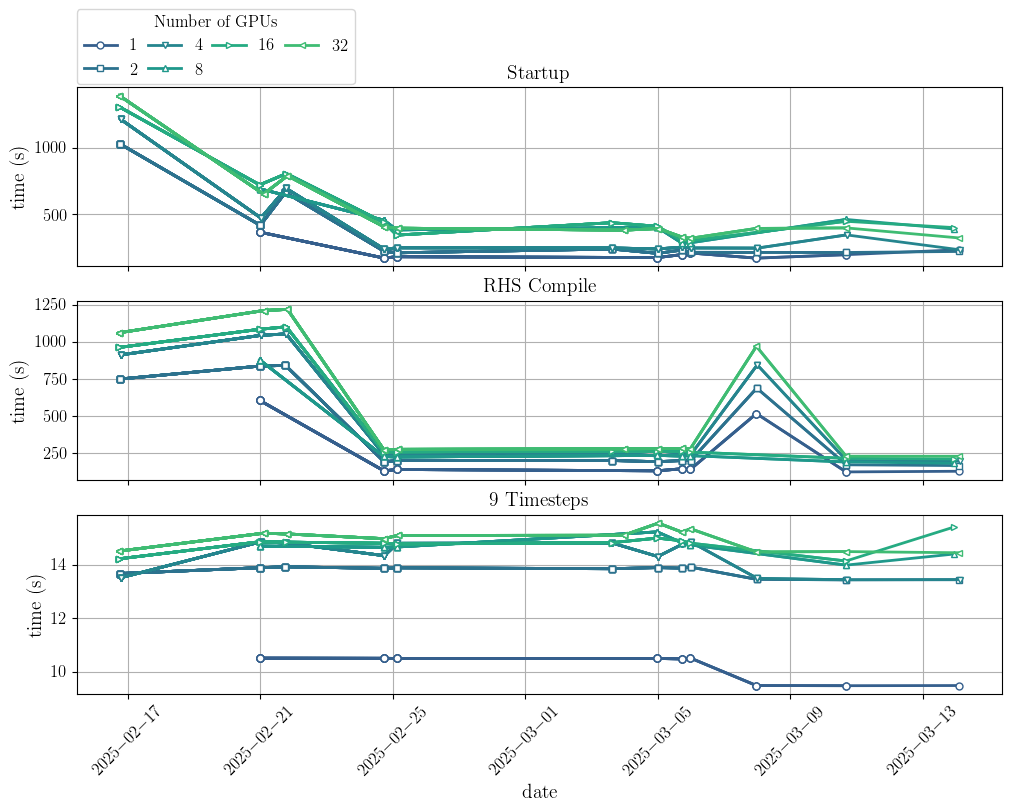 Number of GPUs
1 4 16 32
2 8
Startup
time (s)
1000
500
RHS Compile
time (s)
1250
1000
750
500
250
9 Timesteps
time (s)
14
12
10
2025−02−17 2025−02−21 2025−02−25 2025−03−01 2025−03−05 2025−03−09 2025−03−13
date